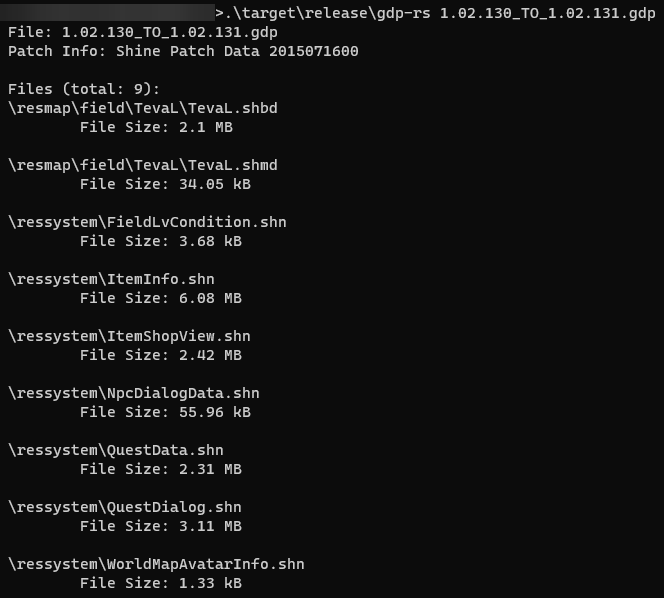 >.\target\release\gdp-rs 1.02.130_TO_1.02.131.gdp
File: 1.02.130_TO_1.02.131.gdp
Patch Info: Shine Patch Data 2015071600
Files (total: 9):
\resmap\field\TevaL\TevaL.shbd
File Size: 2.1 MB
\resmap\field\TevaL\TevaL.shmd
File Size: 34.05 kB
\ressystem\FieldLvCondition.shn
File Size: 3.68 kB
\ressystem\ItemInfo.shn
File Size: 6.08 MB
\ressystem\ItemShopView.shn
File Size: 2.42 MB
\ressystem\NpcDialogData.shn
File Size: 55.96 kB
\ressystem\QuestData.shn
File Size: 2.31 MB
\ressystem\QuestDialog.shn
File Size: 3.11 MB
\ressystem\WorldMapAvatarInfo.shn
File Size: 1.33 kB